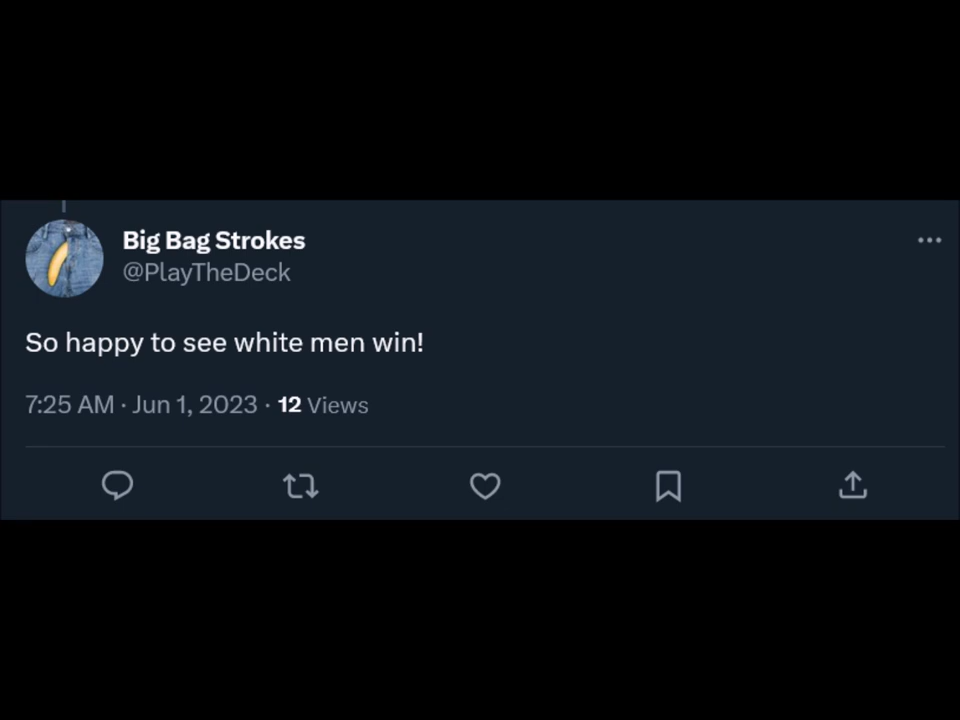 Big Bag Strokes
@PlayTheDeck
So happy to see white men win!
7:25 AM · Jun 1, 2023 · 12 Views